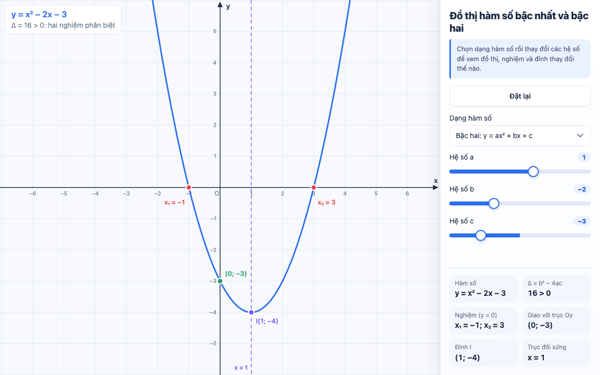 y = x² − 2x − 3
Δ = 16 > 0: hai nghiệm phân biệt
y
5
4
3
2
1
x
−6
−5
−4
−3
−2
−1
O
1
2
3
4
5
6
x₁ = −1
x₂ = 3
−1
−2
(0; −3)
−3
−4
I(1; −4)
−5
x = 1
Đồ thị hàm số bậc nhất và bậc
hai
Chọn dạng hàm số rồi thay đổi các hệ số
để xem đồ thị, nghiệm và đỉnh thay đổi
thế nào.
Đặt lại
Dạng hàm số
Bậc hai: y = ax² + bx + c
Hệ số a
1
Hệ số b
−2
Hệ số c
−3
Hàm số
y = x² − 2x − 3
Δ = b² − 4ac
16 > 0
Nghiệm (y = 0)
x₁ = −1; x₂ = 3
Giao với trục Oy
(0; −3)
Đỉnh I
(1; −4)
Trục đối xứng
x = 1